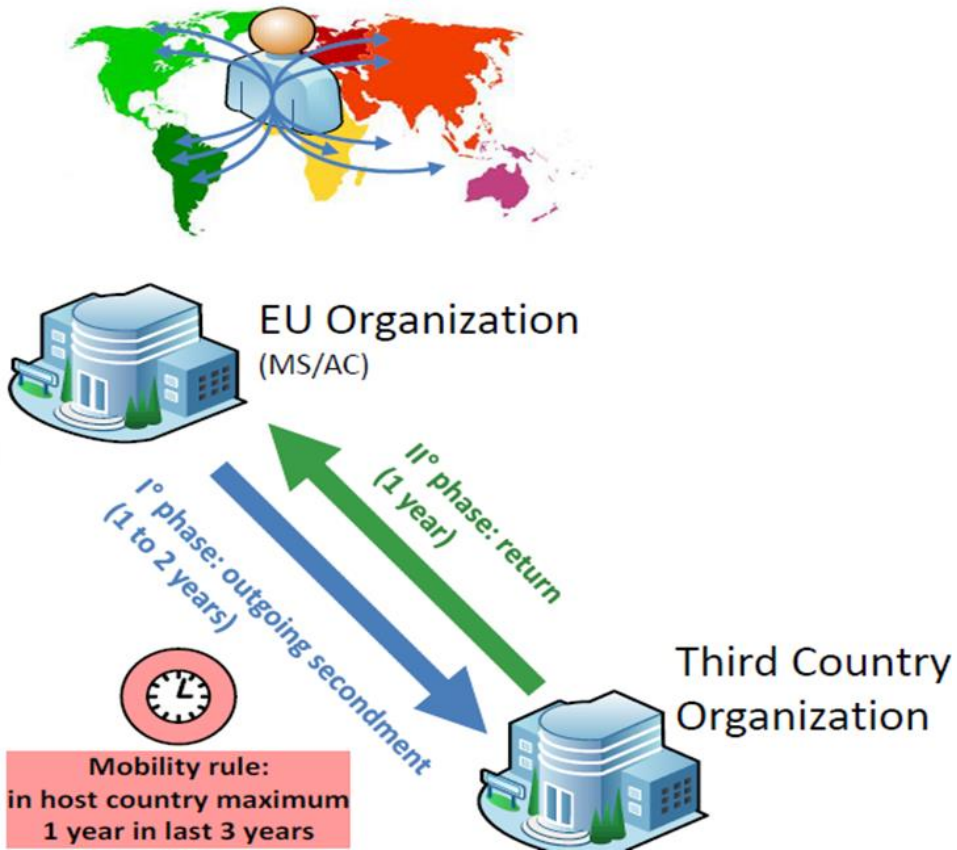 EU Organization
(MS/AC)
II° phase: return
(1 year)
I° phase: outgoing secondment
(1 to 2 years)
Third Country
Organization
Mobility rule:
in host country maximum
1 year in last 3 years